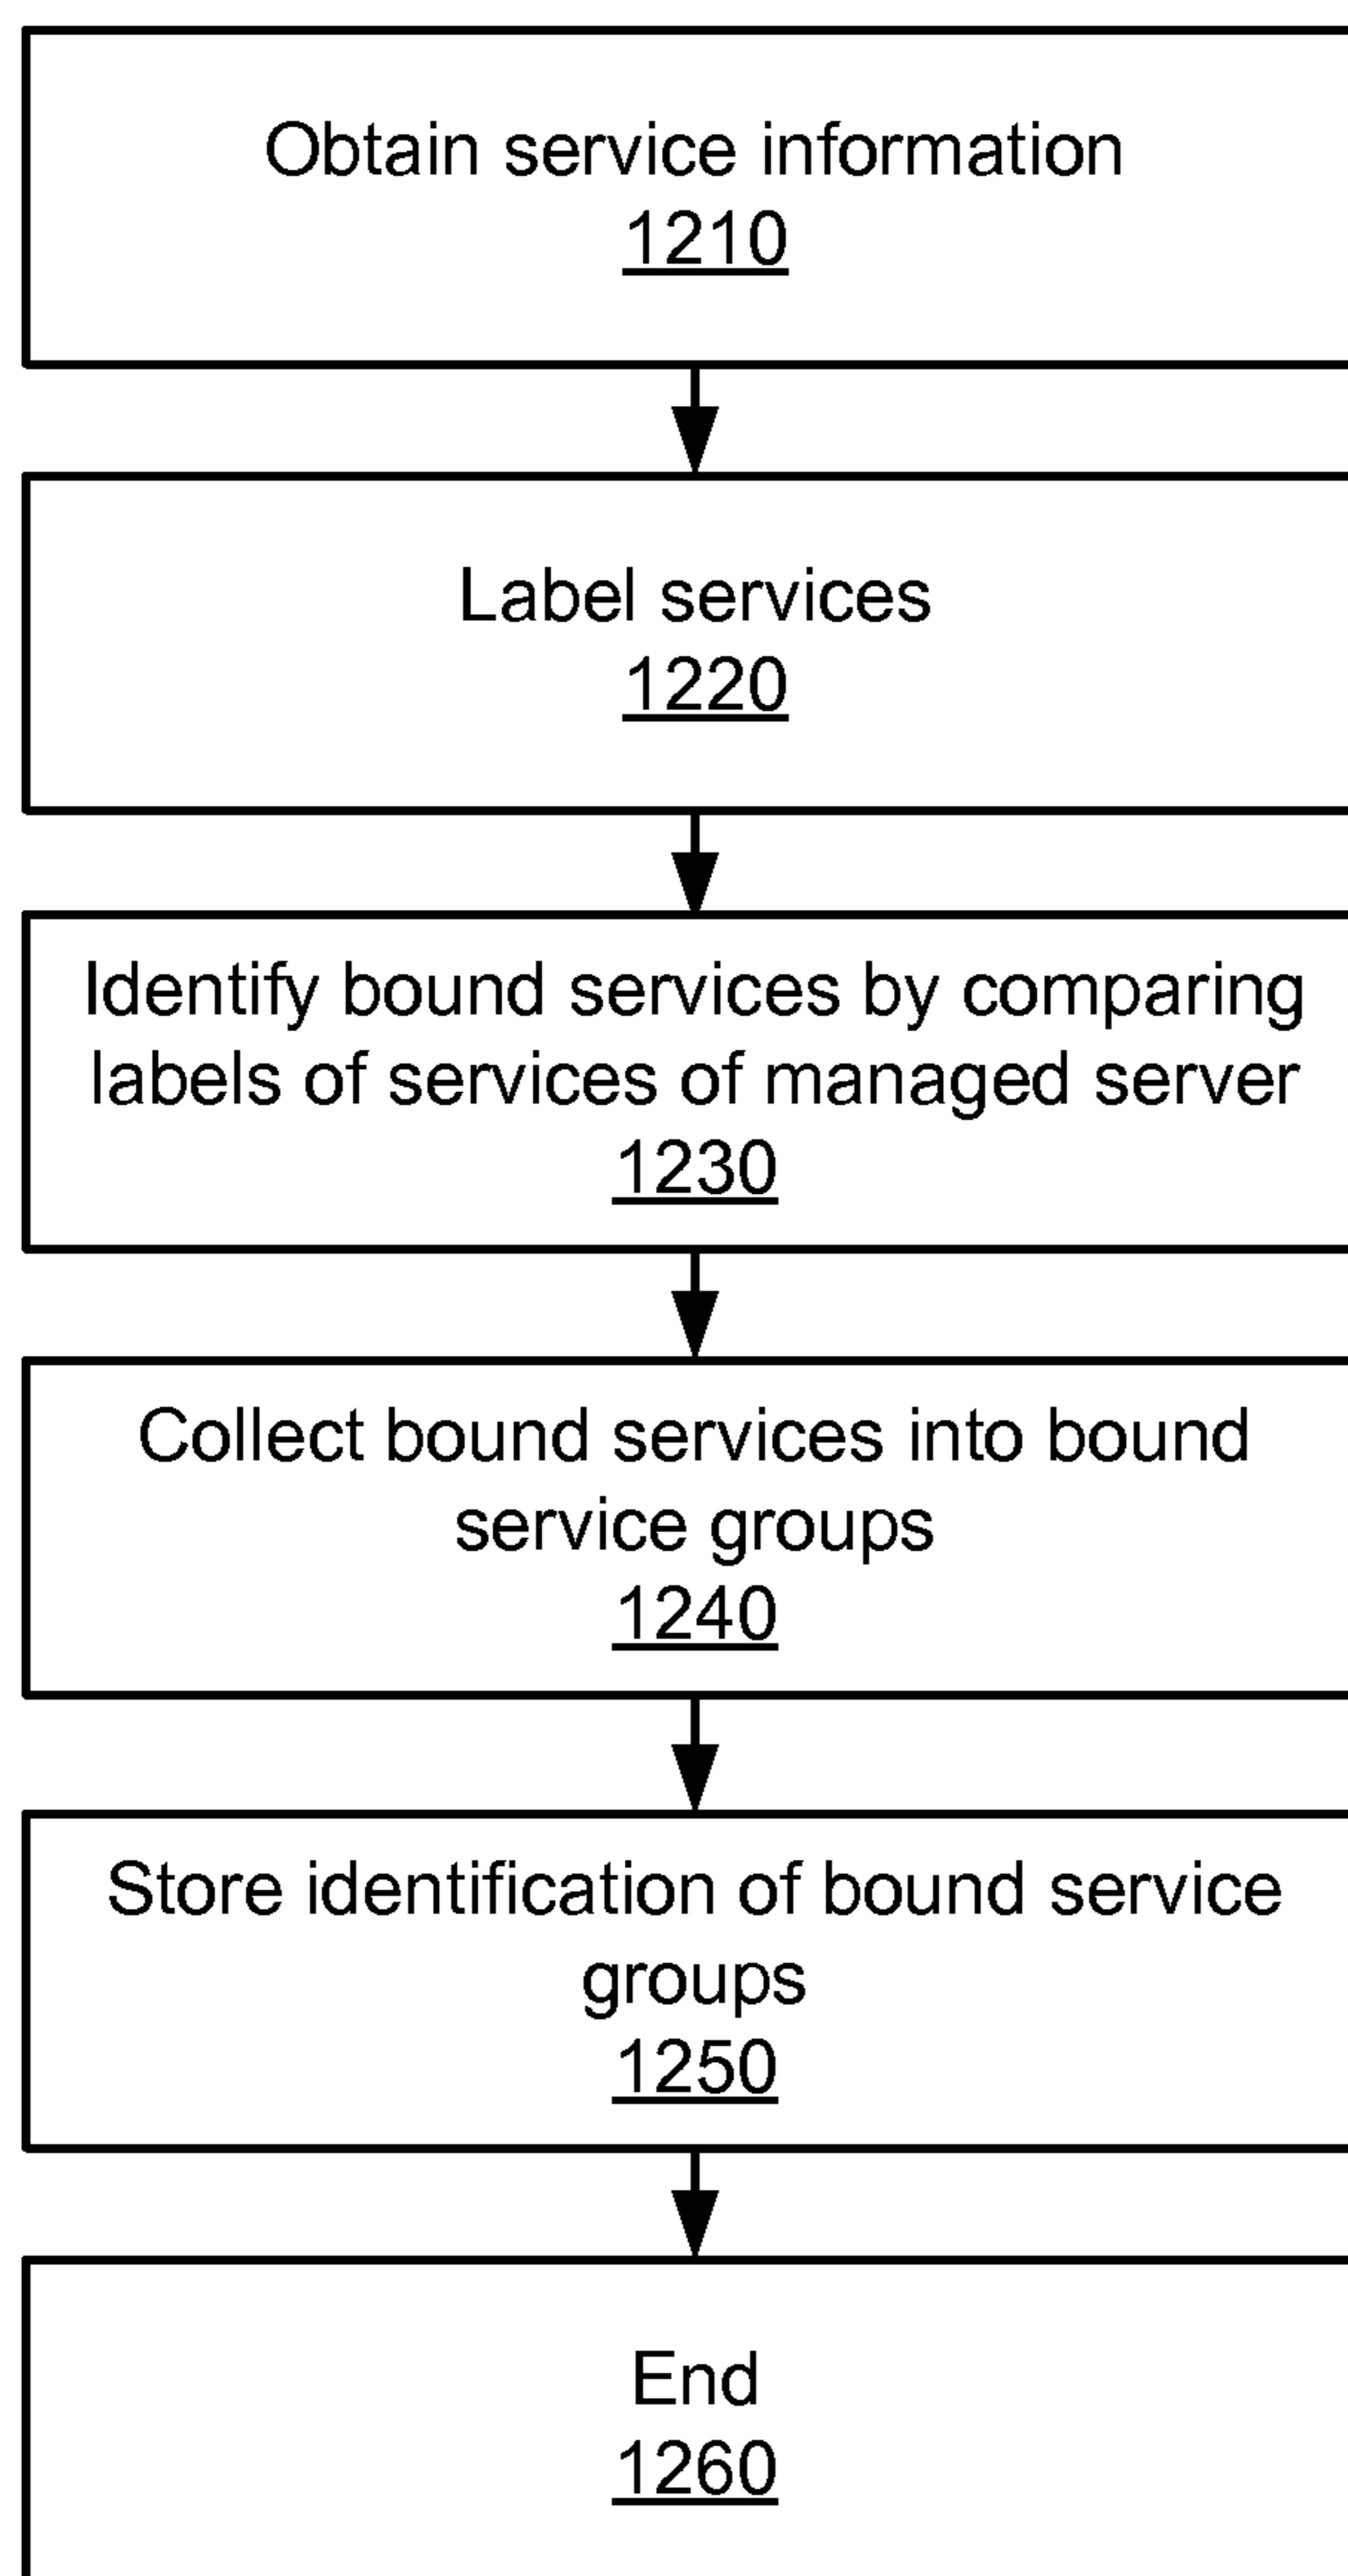 Obtain service information
1210
Label services
1220
Identify bound services by comparing
labels of services of managed server
1230
Collect bound services into bound
service groups
1240
Store identification of bound service
groups
1250
End
1260